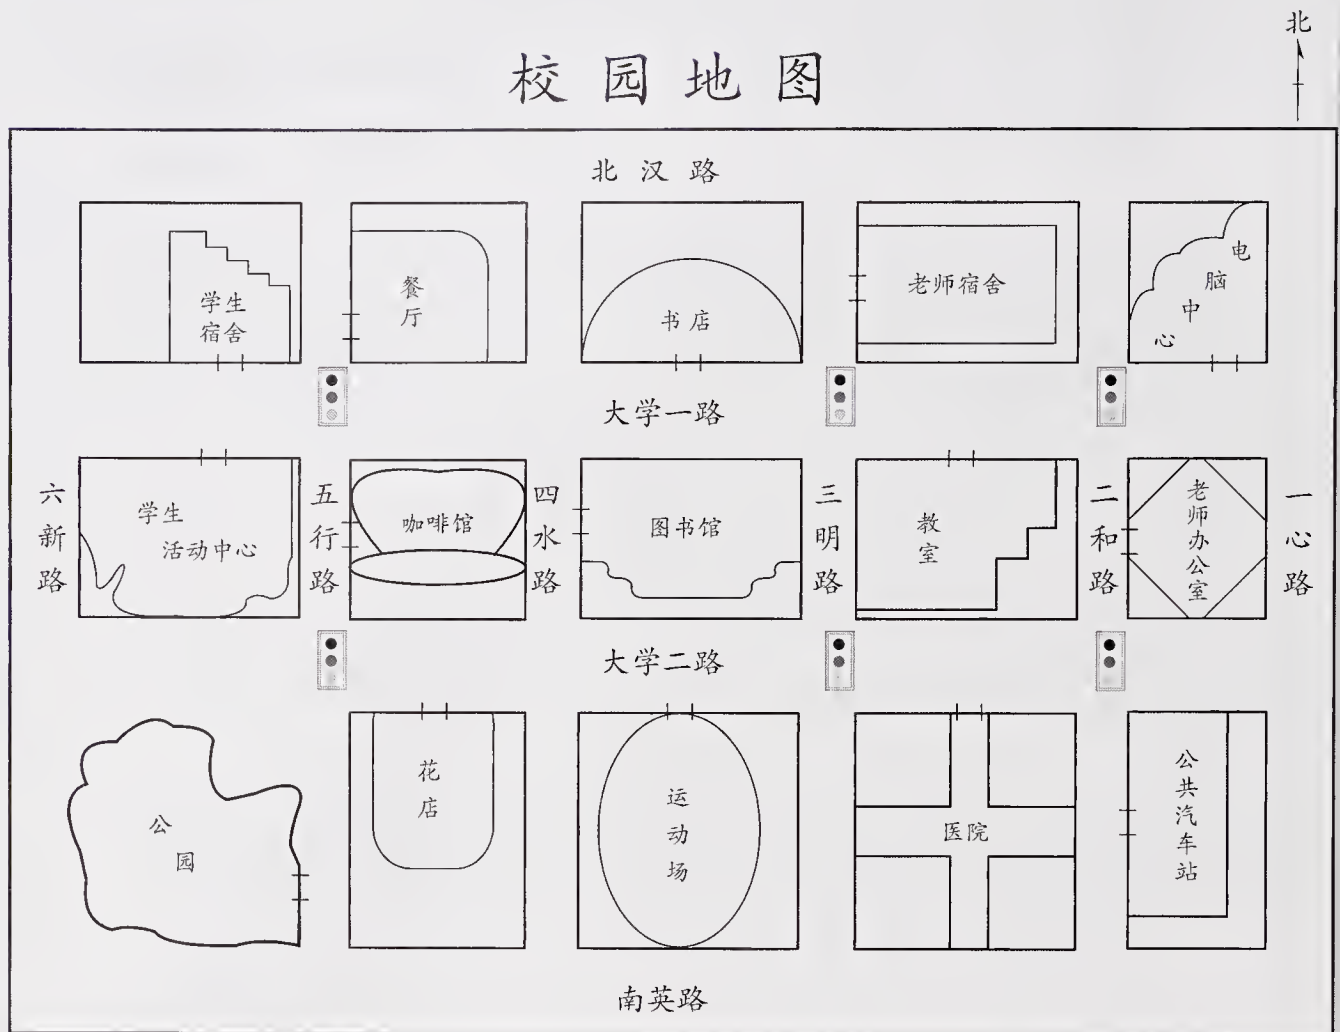 北
校园地图
北汉路
学生
宿舍
餐厅
书店
老师宿舍
电脑中心
大学一路
六新路
学生
活动中心
五行路
咖啡馆
四水路
图书馆
三明路
教室
二和路
老师办公室
一心路
大学二路
公园
花店
运动场
医院
公共汽车站
南英路